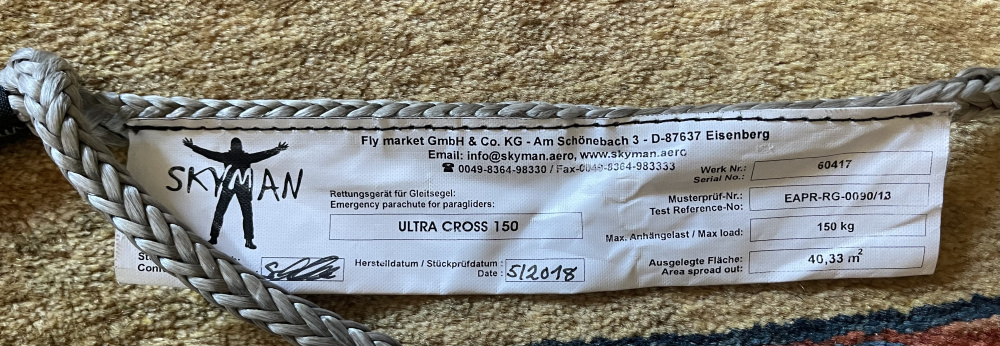 SKYMAN
Fly market GmbH & Co. KG - Am Schönebach 3 - D-87637 Eisenberg
Email: info@skyman.aero, www.skyman.aero
☎ 0049-8364-98330 / Fax-0049-8364-983333
Rettungsgerät für Gleitsegel:
Emergency parachute for paragliders:
ULTRA CROSS 150
Herstelldatum / Stückprüfdatum :
Date : 5/2018
Werk Nr.:
Serial No.: 60417
Musterprüf-Nr.:
Test Reference-No: EAPR-RG-0090/13
Max. Anhängelast / Max load: 150 kg
Ausgelegte Fläche:
Area spread out: 40,33 m²